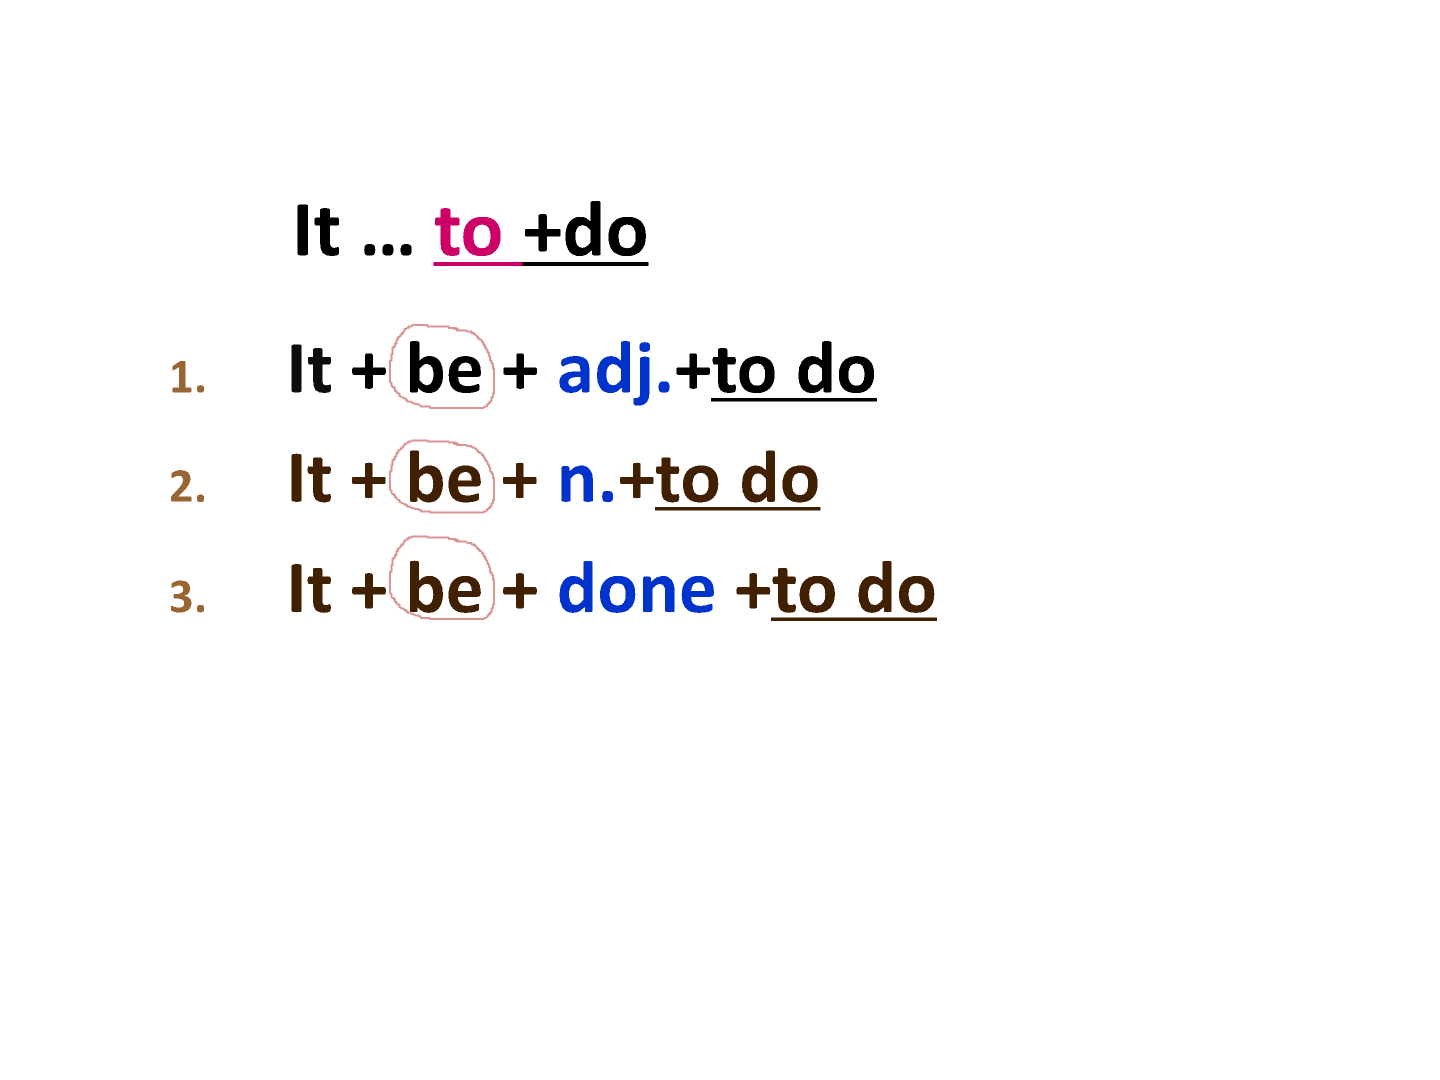 It ... to +do
1. It + be + adj.+to do
2. It + be + n.+to do
3. It + be + done +to do